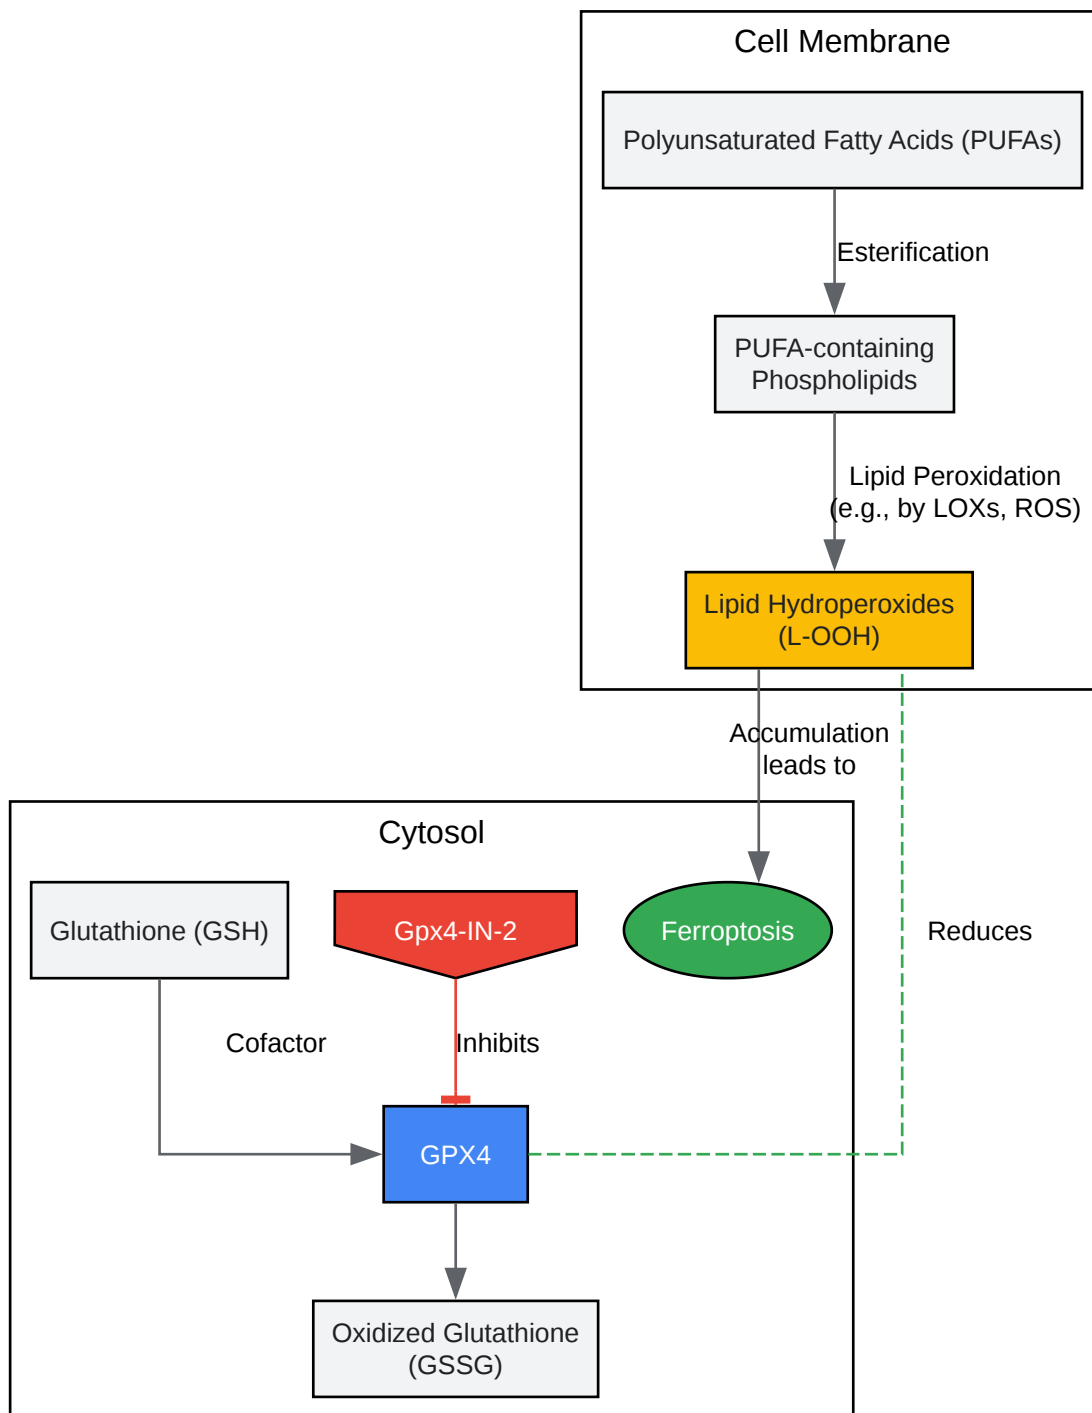 Cell Membrane
Polyunsaturated Fatty Acids (PUFAs)
Esterification
PUFA-containing
Phospholipids
Lipid Peroxidation
(e.g., by LOXs, ROS)
Lipid Hydroperoxides
(L-OOH)
Accumulation
leads to
Cytosol
Glutathione (GSH)
Gpx4-IN-2
Ferroptosis
Reduces
Cofactor
Inhibits
GPX4
Oxidized Glutathione
(GSSG)